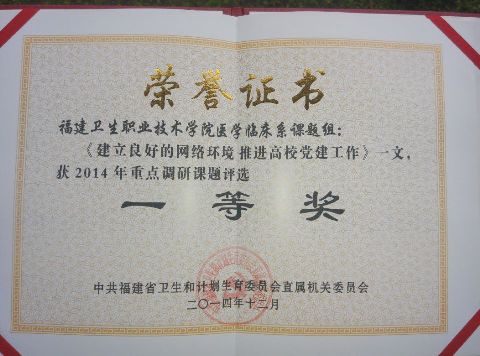 荣誉证书
福建卫生职业技术学院医学临床系课题组：
《建立良好的网络环境 推进高校党建工作》一文，
获2014年重点调研课题评选
一等奖
中共福建省卫生和计划生育委员会直属机关委员会
二〇一四年十二月